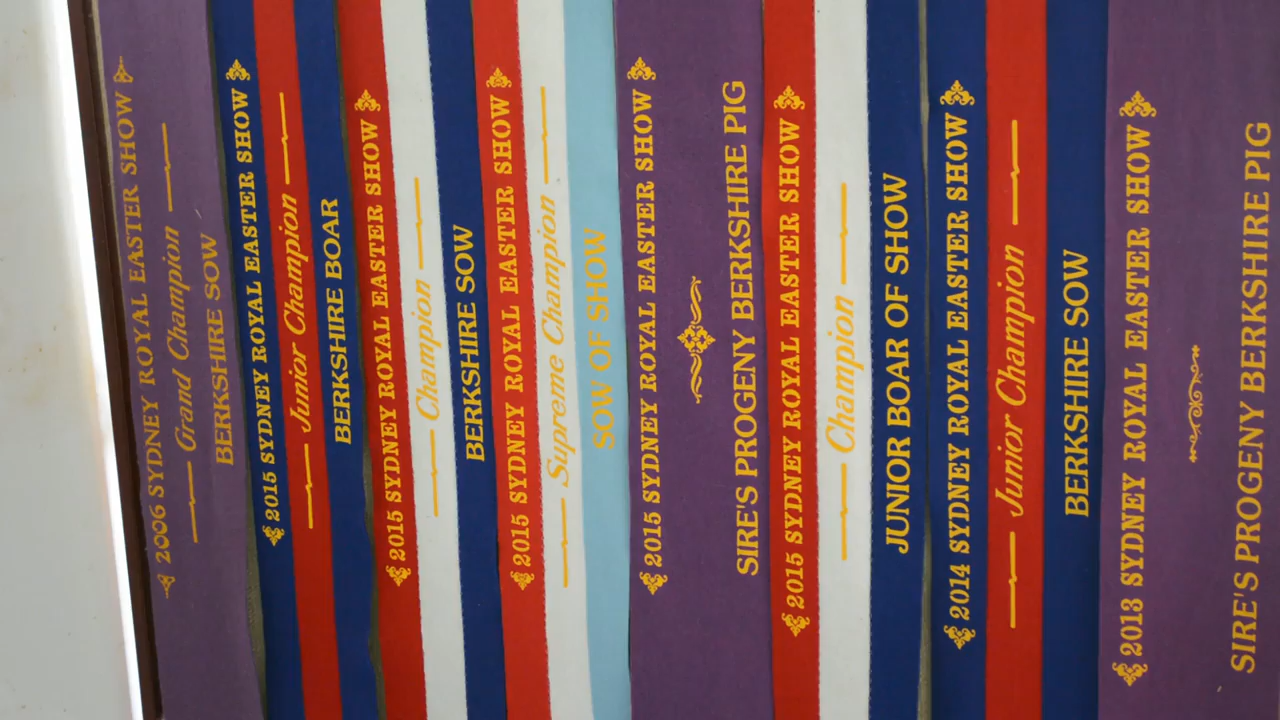 2006 SYDNEY ROYAL EASTER SHOW
Grand Champion
BERKSHIRE SOW
2015 SYDNEY ROYAL EASTER SHOW
Junior Champion
BERKSHIRE BOAR
2015 SYDNEY ROYAL EASTER SHOW
Champion
BERKSHIRE SOW
2015 SYDNEY ROYAL EASTER SHOW
Supreme Champion
SOW OF SHOW
2015 SYDNEY ROYAL EASTER SHOW
SIRE'S PROGENY BERKSHIRE PIG
2015 SYDNEY ROYAL EASTER SHOW
Champion
JUNIOR BOAR OF SHOW
2014 SYDNEY ROYAL EASTER SHOW
Junior Champion
BERKSHIRE SOW
2013 SYDNEY ROYAL EASTER SHOW
SIRE'S PROGENY BERKSHIRE PIG